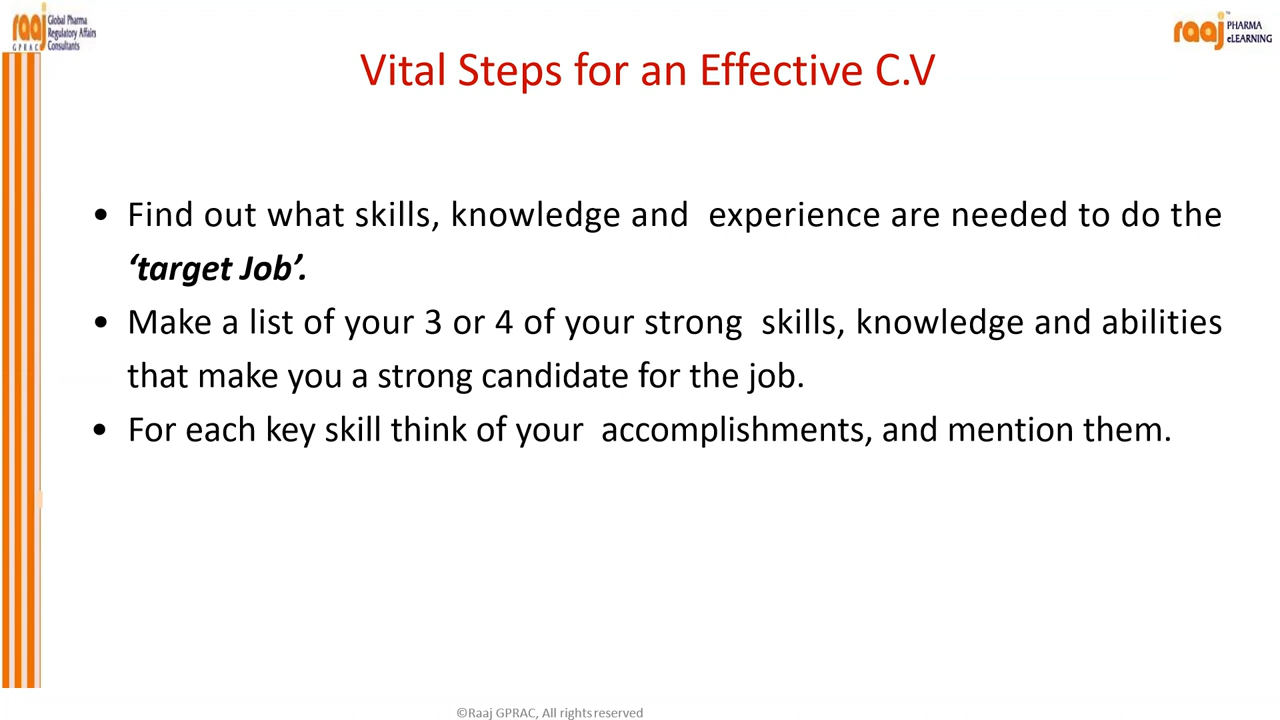 raaj Global Pharma
Regulatory Affairs
GPRAC Consultants
raaj PHARMA
™
eLEARNING
Vital Steps for an Effective C.V
• Find out what skills, knowledge and experience are needed to do the
‘target Job’.
• Make a list of your 3 or 4 of your strong skills, knowledge and abilities
that make you a strong candidate for the job.
• For each key skill think of your accomplishments, and mention them.
©Raaj GPRAC, All rights reserved